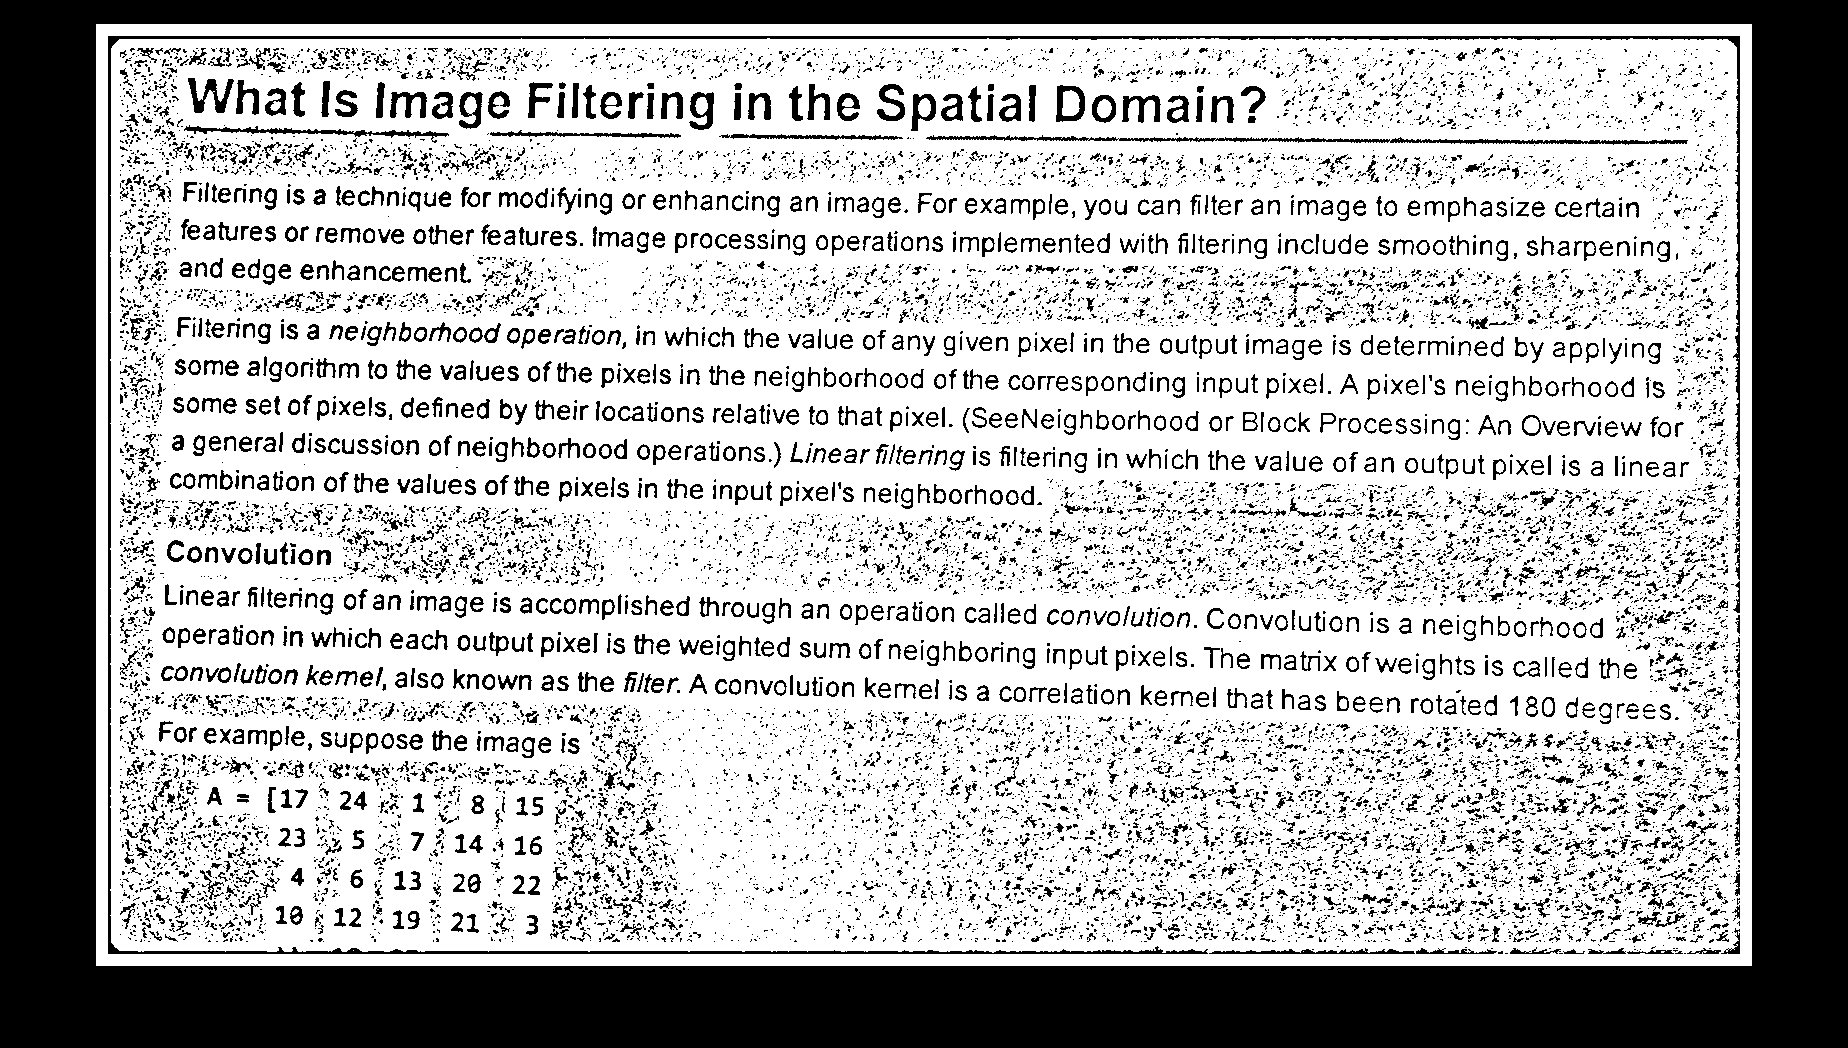 What Is Image Filtering in the Spatial Domain?
Filtering is a technique for modifying or enhancing an image. For example, you can filter an image to emphasize certain
features or remove other features. Image processing operations implemented with filtering include smoothing, sharpening,
and edge enhancement.
Filtering is a neighborhood operation, in which the value of any given pixel in the output image is determined by applying
some algorithm to the values of the pixels in the neighborhood of the corresponding input pixel. A pixel's neighborhood is
some set of pixels, defined by their locations relative to that pixel. (SeeNeighborhood or Block Processing: An Overview for
a general discussion of neighborhood operations.) Linear filtering is filtering in which the value of an output pixel is a linear
combination of the values of the pixels in the input pixel's neighborhood.
Convolution
Linear filtering of an image is accomplished through an operation called convolution. Convolution is a neighborhood
operation in which each output pixel is the weighted sum of neighboring input pixels. The matrix of weights is called the
convolution kernel, also known as the filter. A convolution kernel is a correlation kernel that has been rotated 180 degrees.
For example, suppose the image is
A = [17 24 1 8 15
23 5 7 14 16
4 6 13 20 22
10 12 19 21 3